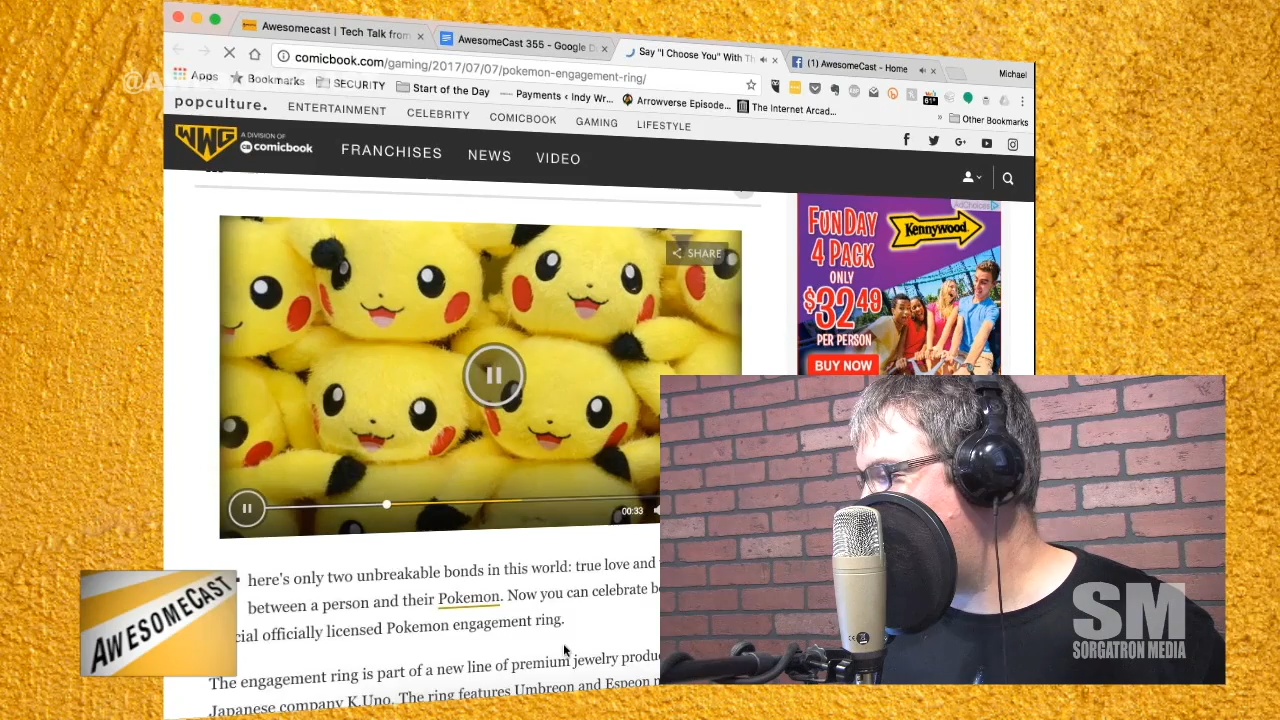 Awesomecast | Tech Talk from
AwesomeCast 355 - Google D
Say "I Choose You" With Th
(1) AwesomeCast - Home
Michael
comicbook.com/gaming/2017/07/07/pokemon-engagement-ring/
Apps
Bookmarks
SECURITY
Start of the Day
Payments ‹ Indy Wr...
Arrowverse Episode...
The Internet Arcad...
Other Bookmarks
popculture.
ENTERTAINMENT
CELEBRITY
COMICBOOK
GAMING
LIFESTYLE
WWG
A DIVISION OF
CB comicbook
FRANCHISES
NEWS
VIDEO
SHARE
00:33
AdChoices
FUNDAY
4 PACK
ONLY
$32.49
PER PERSON
BUY NOW
Kennywood
here's only two unbreakable bonds in this world: true love and
between a person and their Pokemon. Now you can celebrate
cial officially licensed Pokemon engagement ring.
The engagement ring is part of a new line of premium jewelry
Japanese company K.Uno. The ring features Umbreon and Espeon
AWESOMECAST
SM
SORGATRON MEDIA